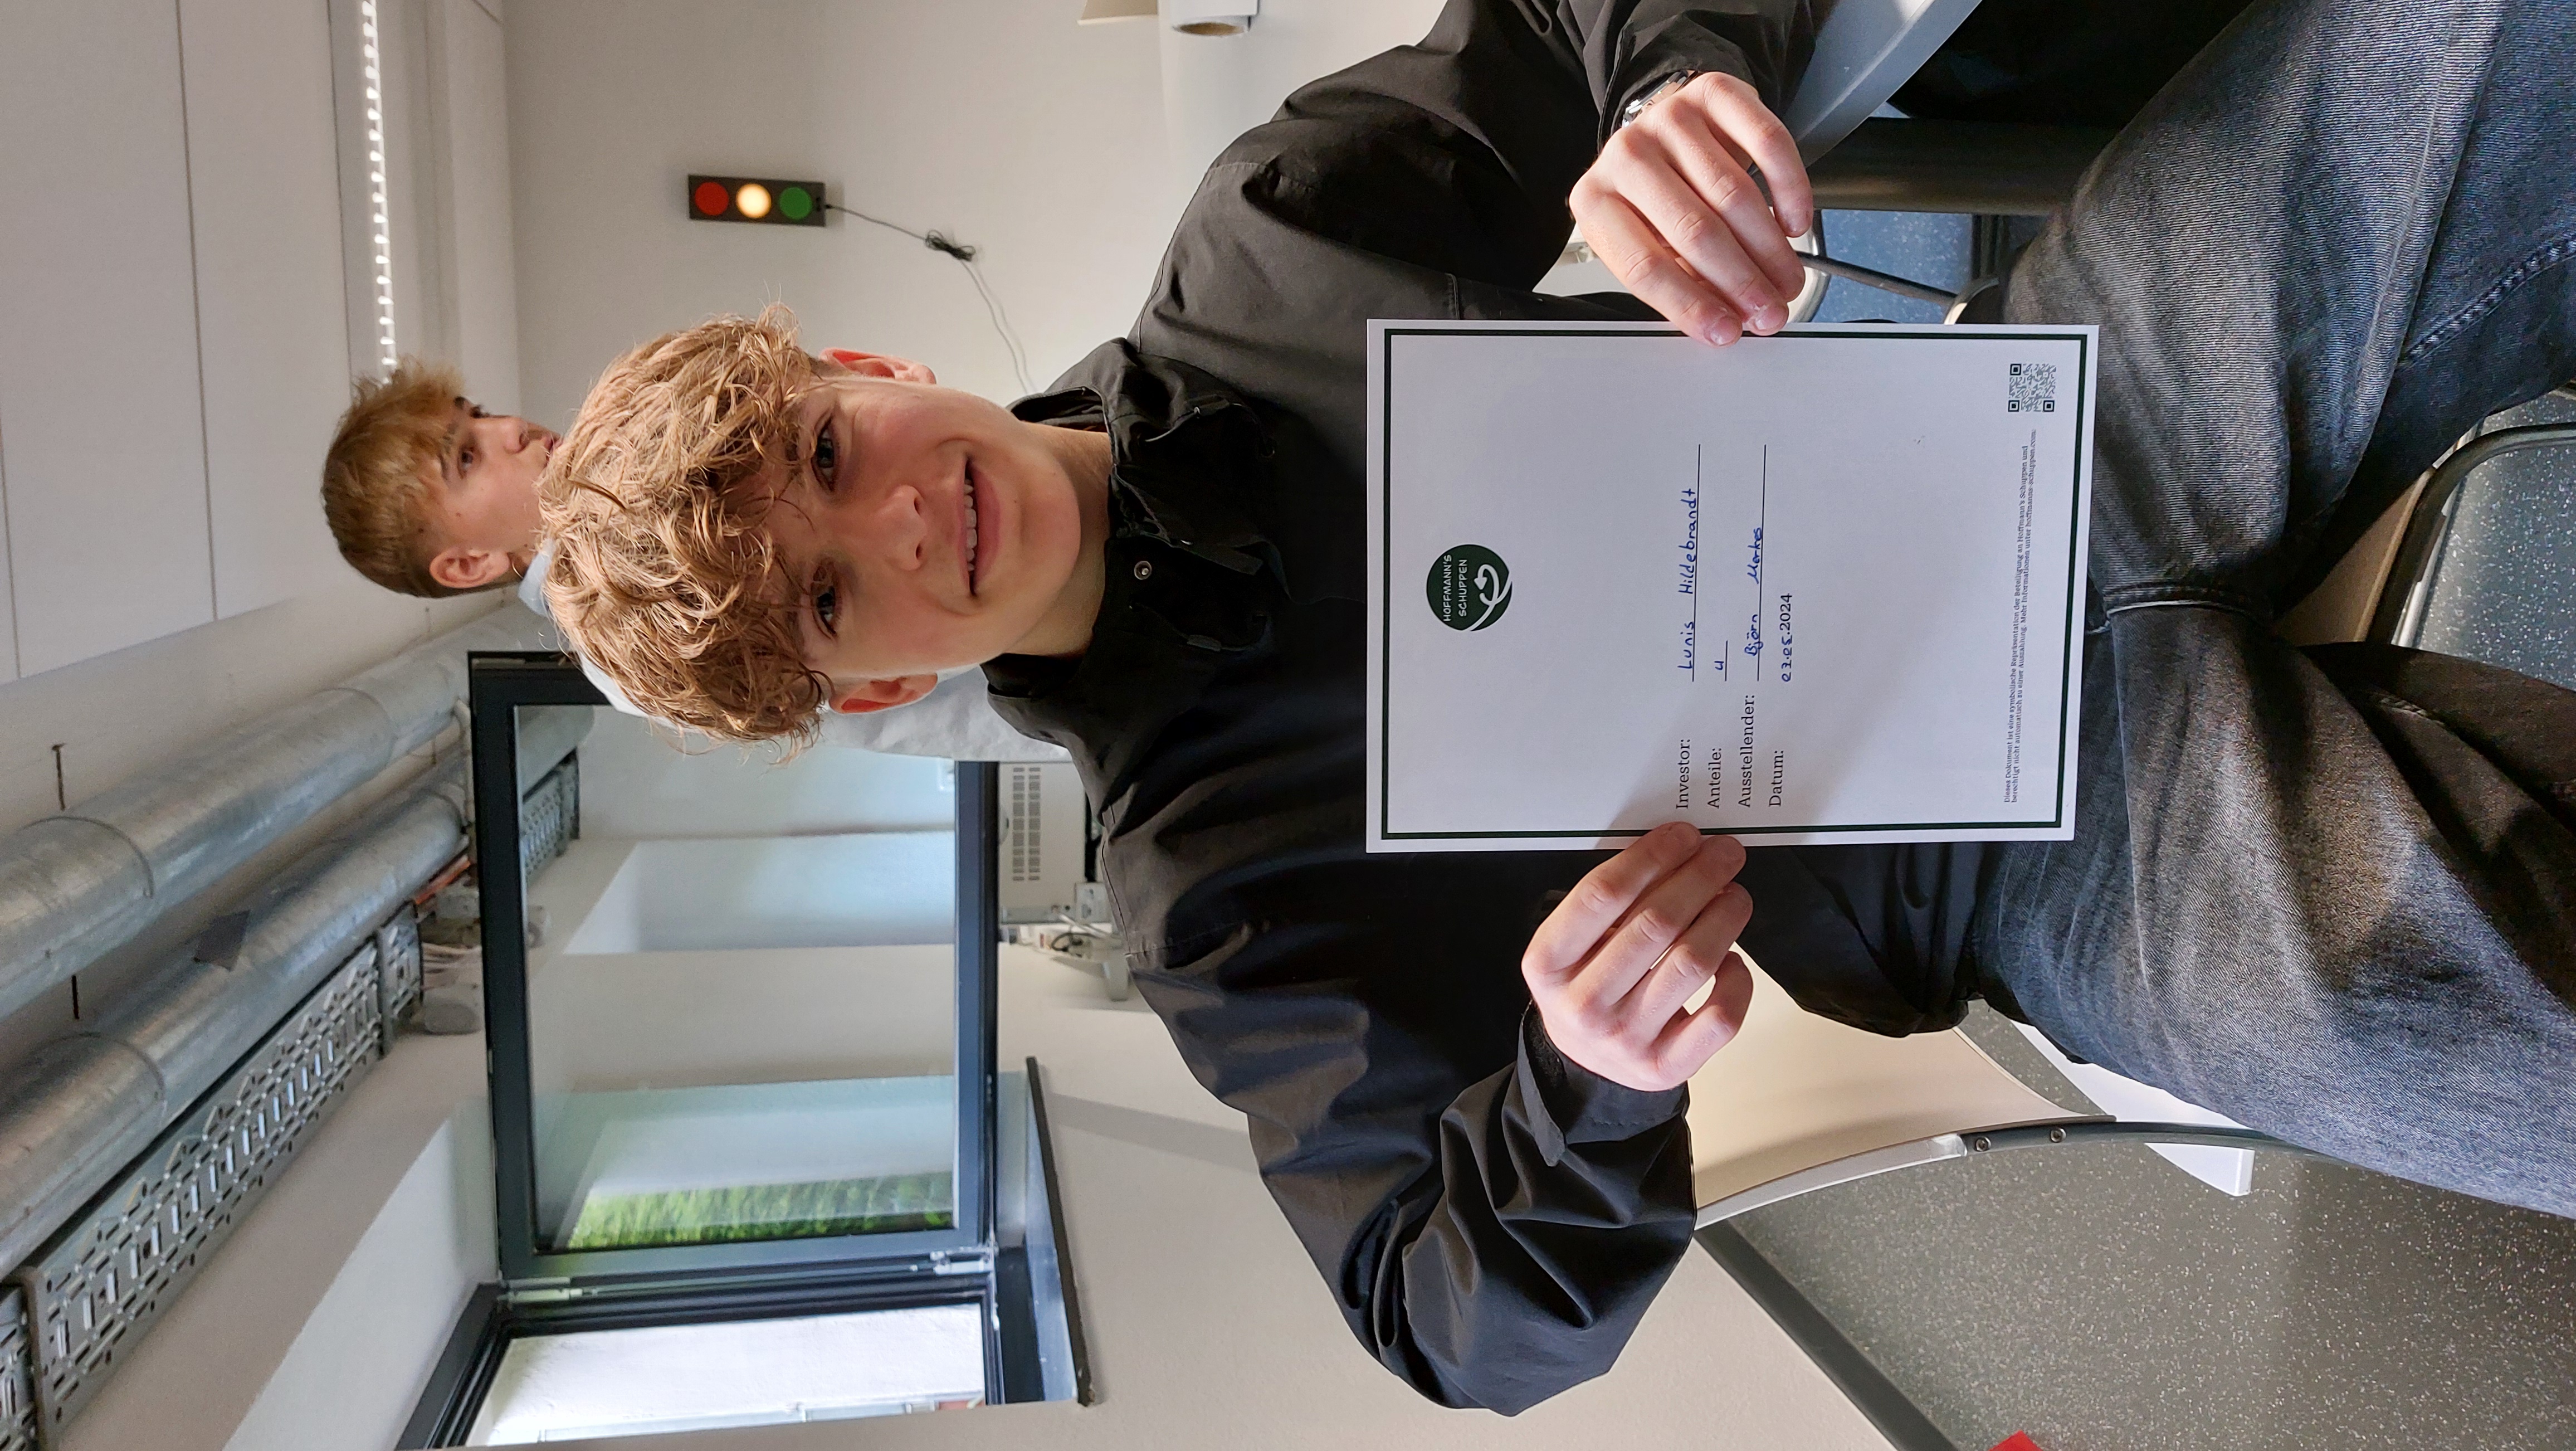 HOFFMANN'S
SCHUPPEN
Investor: Lunis Hildebrandt
Anteile: 4
Ausstellender: Björn Merkes
Datum: 07.05.2024
Dieses Dokument ist eine symbolische Repräsentation der Beteiligung an Hoffmann's Schuppen und
berechtigt nicht automatisch zu einer Auszahlung. Mehr Informationen unter hoffmanns-schuppen.com.